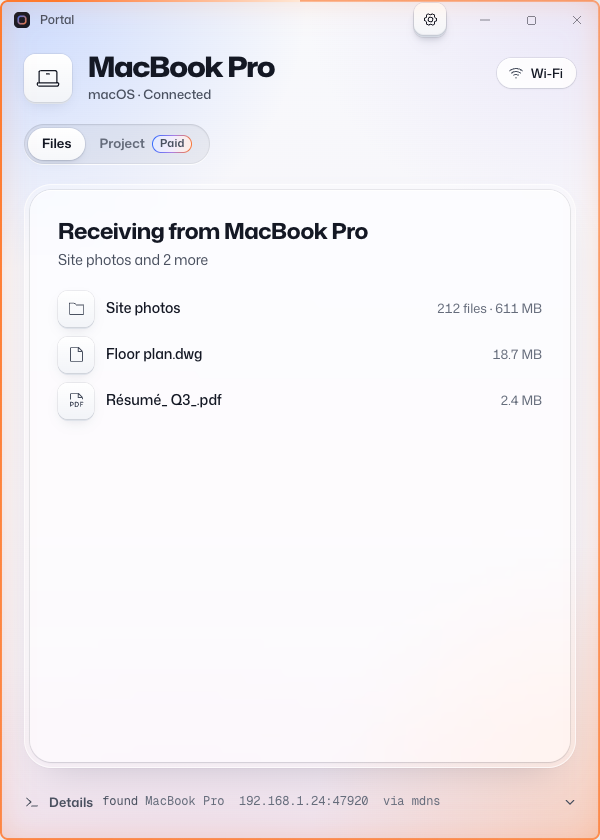 Portal
MacBook Pro
macOS · Connected
Wi-Fi
Files Project Paid
Receiving from MacBook Pro
Site photos and 2 more
Site photos 212 files · 611 MB
Floor plan.dwg 18.7 MB
PDF Résumé_ Q3_.pdf 2.4 MB
Details found MacBook Pro 192.168.1.24:47920 via mdns